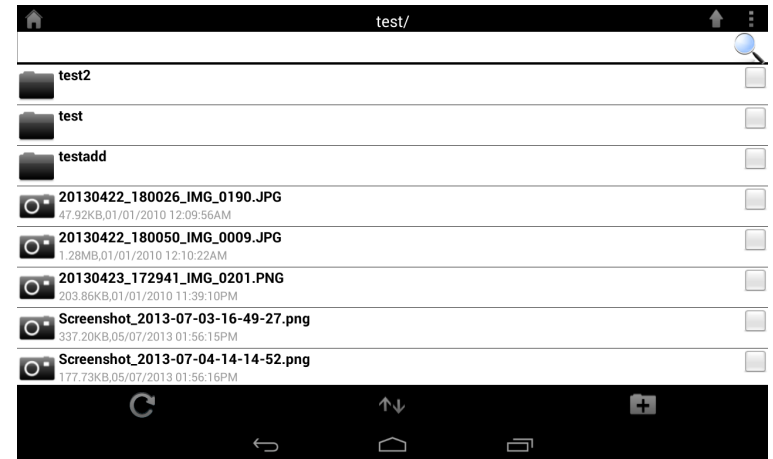 test/
test2
test
testadd
20130422_180026_IMG_0190.JPG
47.92KB,01/01/2010 12:09:56AM
20130422_180050_IMG_0009.JPG
1.28MB,01/01/2010 12:10:22AM
20130423_172941_IMG_0201.PNG
203.86KB,01/01/2010 11:39:10PM
Screenshot_2013-07-03-16-49-27.png
337.20KB,05/07/2013 01:56:15PM
Screenshot_2013-07-04-14-14-52.png
177.73KB,05/07/2013 01:56:16PM